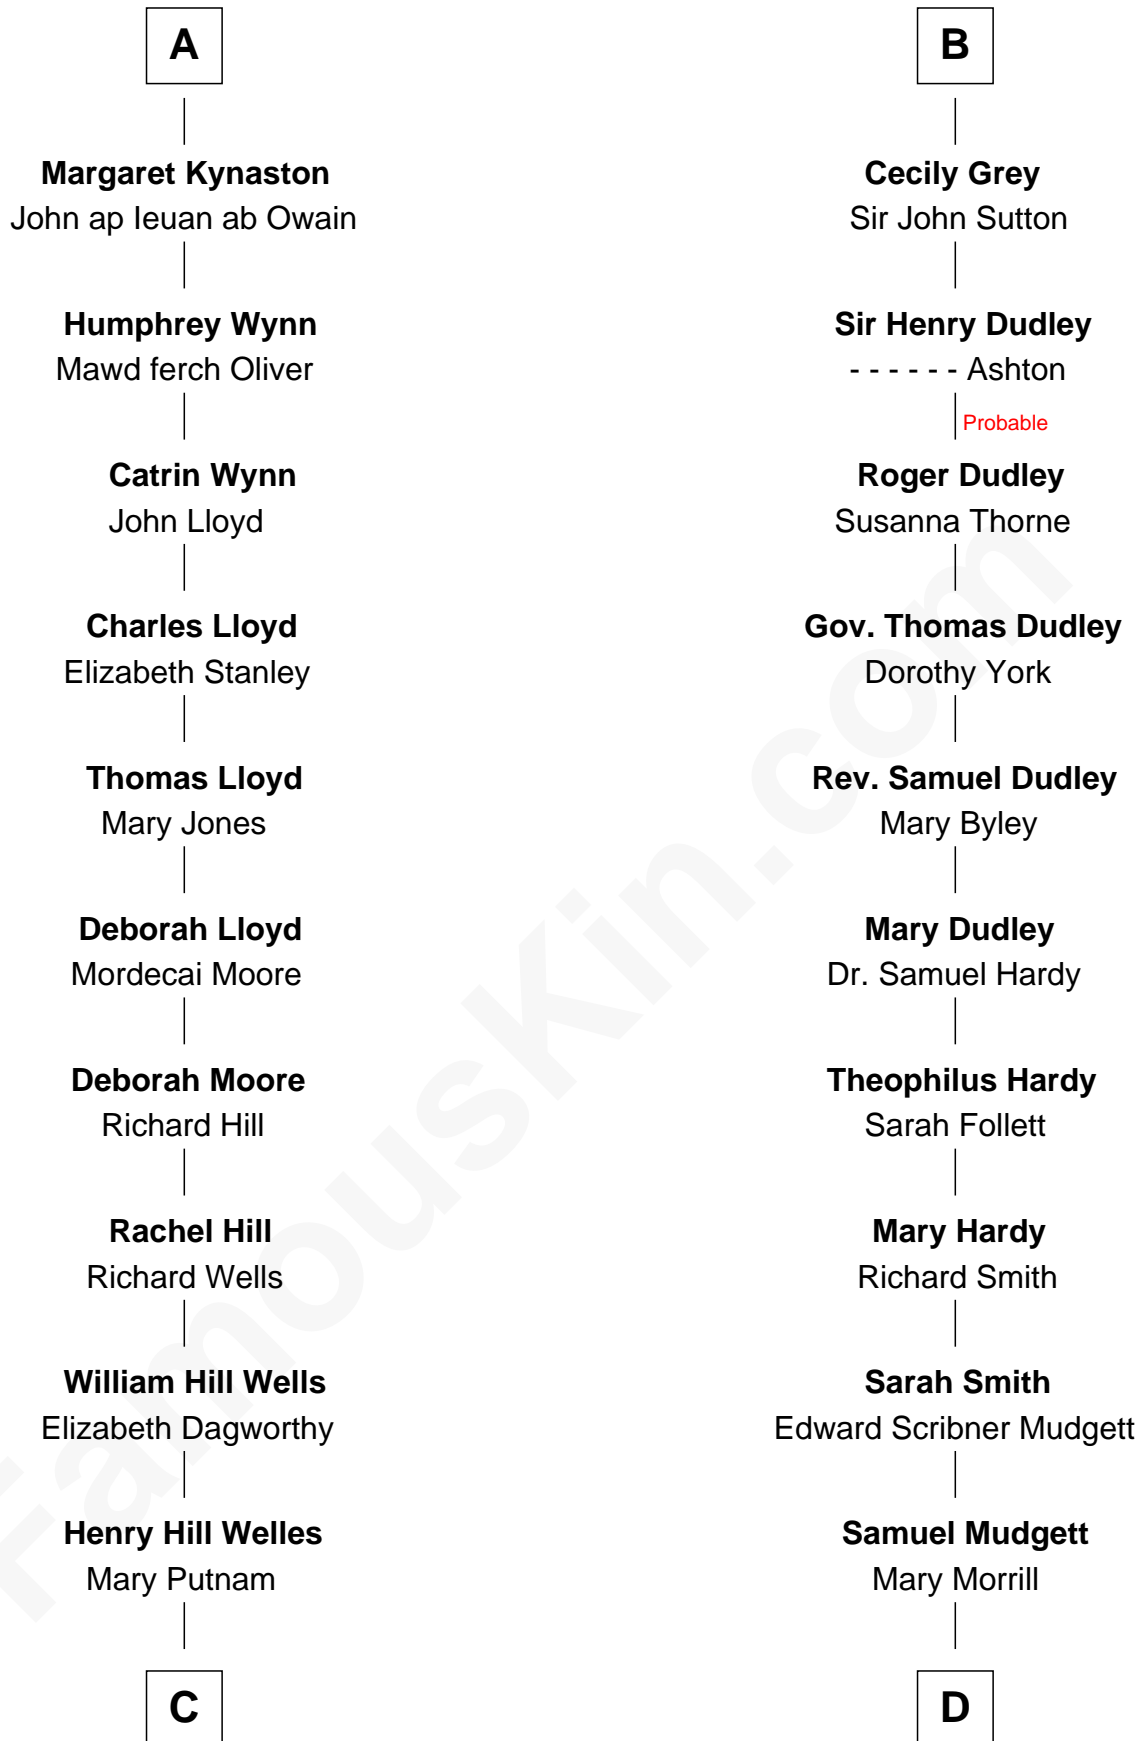 A
Margaret Kynaston
John ap Ieuan ab Owain
Humphrey Wynn
Mawd ferch Oliver
Catrin Wynn
John Lloyd
Charles Lloyd
Elizabeth Stanley
Thomas Lloyd
Mary Jones
Deborah Lloyd
Mordecai Moore
Deborah Moore
Richard Hill
Rachel Hill
Richard Wells
William Hill Wells
Elizabeth Dagworthy
Henry Hill Welles
Mary Putnam
C
B
Cecily Grey
Sir John Sutton
Sir Henry Dudley
- - - - - - Ashton
Probable
Roger Dudley
Susanna Thorne
Gov. Thomas Dudley
Dorothy York
Rev. Samuel Dudley
Mary Byley
Mary Dudley
Dr. Samuel Hardy
Theophilus Hardy
Sarah Follett
Mary Hardy
Richard Smith
Sarah Smith
Edward Scribner Mudgett
Samuel Mudgett
Mary Morrill
D
FamousKin.com